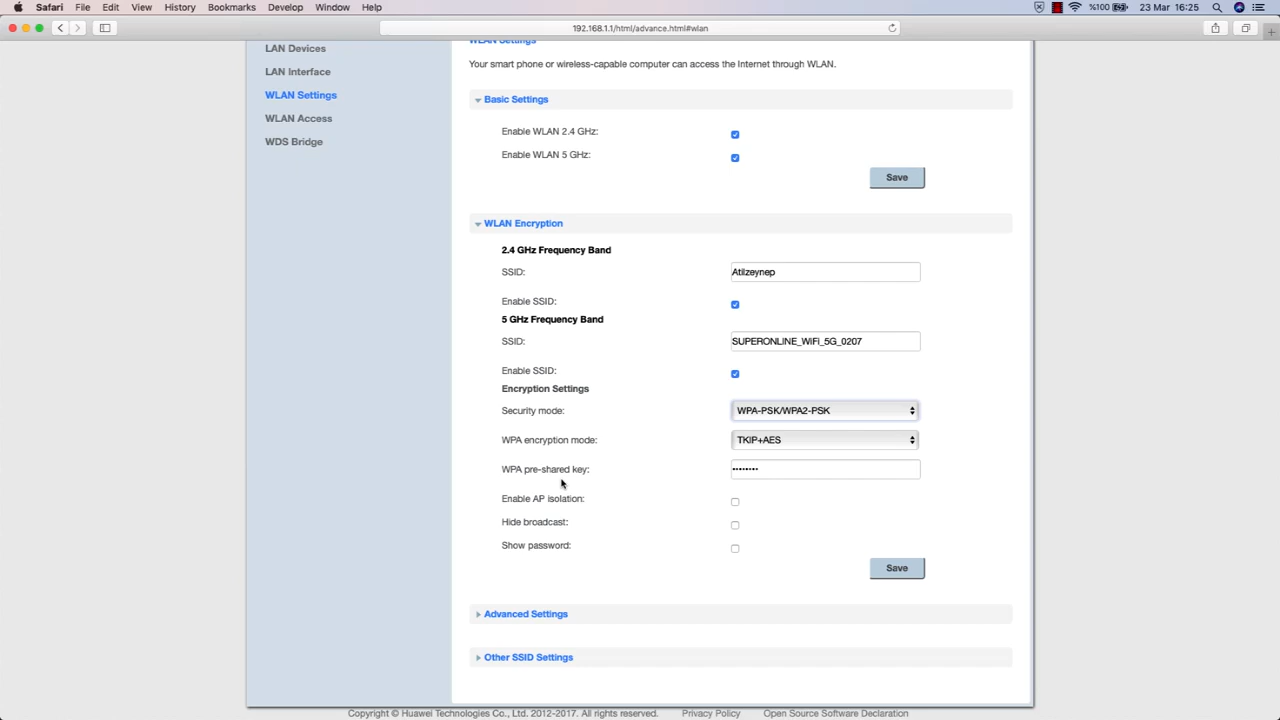 Safari File Edit View History Bookmarks Develop Window Help %100 23 Mar 16:25
192.168.1.1/html/advance.html#wlan
LAN Devices
LAN Interface
WLAN Settings
WLAN Access
WDS Bridge
WLAN Settings
Your smart phone or wireless-capable computer can access the Internet through WLAN.
Basic Settings
Enable WLAN 2.4 GHz:
Enable WLAN 5 GHz:
Save
WLAN Encryption
2.4 GHz Frequency Band
SSID: Atilzeynep
Enable SSID:
5 GHz Frequency Band
SSID: SUPERONLINE_WiFi_5G_0207
Enable SSID:
Encryption Settings
Security mode: WPA-PSK/WPA2-PSK
WPA encryption mode: TKIP+AES
WPA pre-shared key: ••••••••
Enable AP isolation:
Hide broadcast:
Show password:
Save
Advanced Settings
Other SSID Settings
Copyright © Huawei Technologies Co., Ltd. 2012-2017. All rights reserved. Privacy Policy Open Source Software Declaration